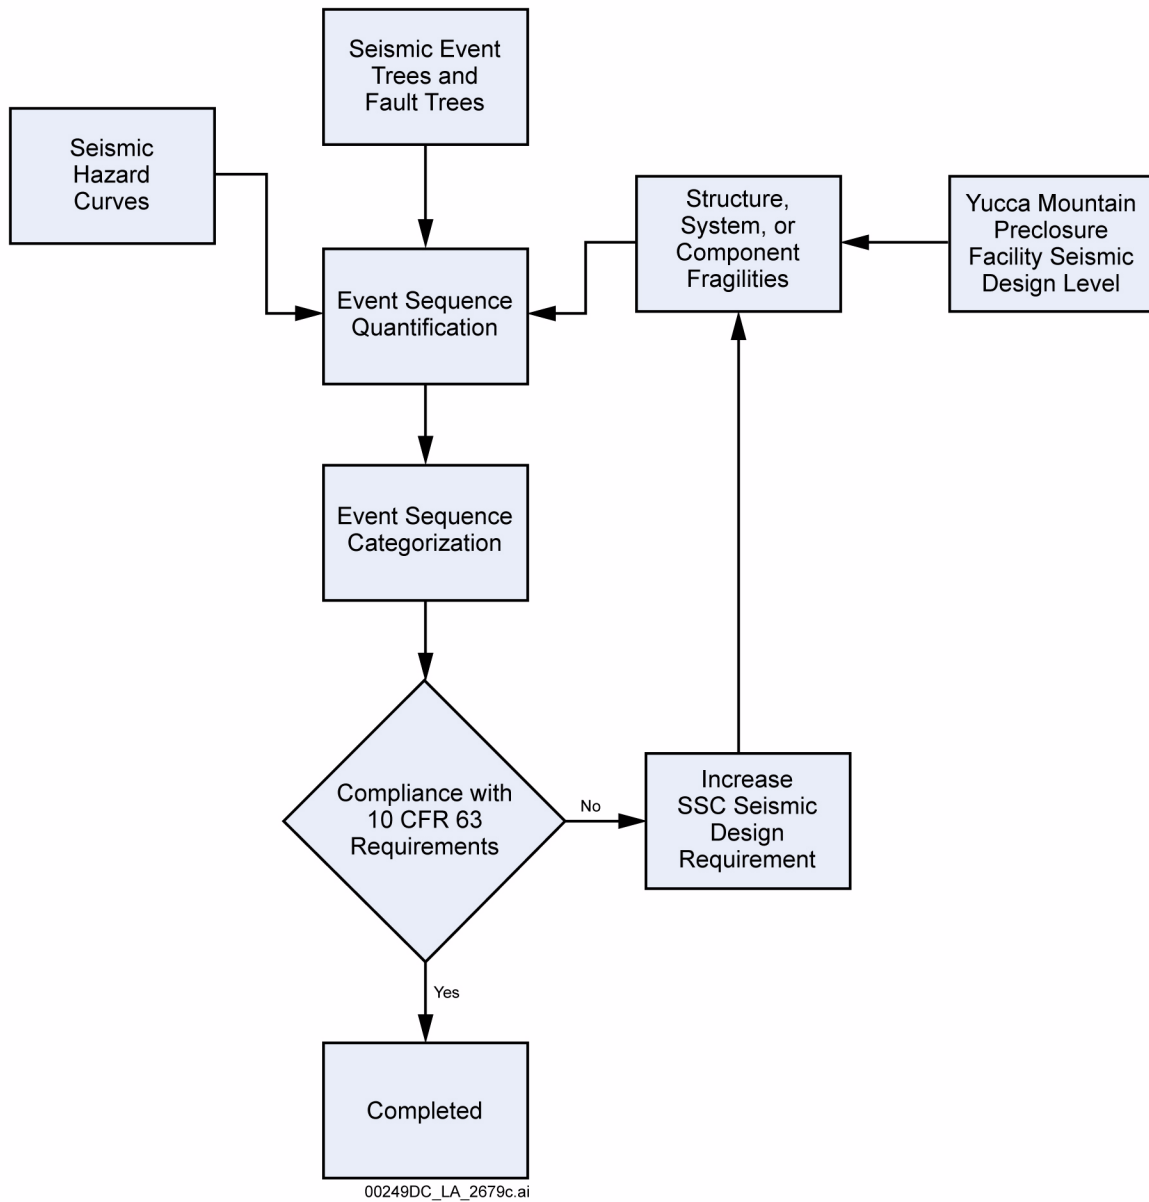 Seismic Event
Trees and
Fault Trees
Seismic
Hazard
Curves
Structure,
System, or
Component
Fragilities
Yucca Mountain
Preclosure
Facility Seismic
Design Level
Event Sequence
Quantification
Event Sequence
Categorization
Compliance with
10 CFR 63
Requirements
No
Increase
SSC Seismic
Design
Requirement
Yes
Completed
00249DC_LA_2679c.ai